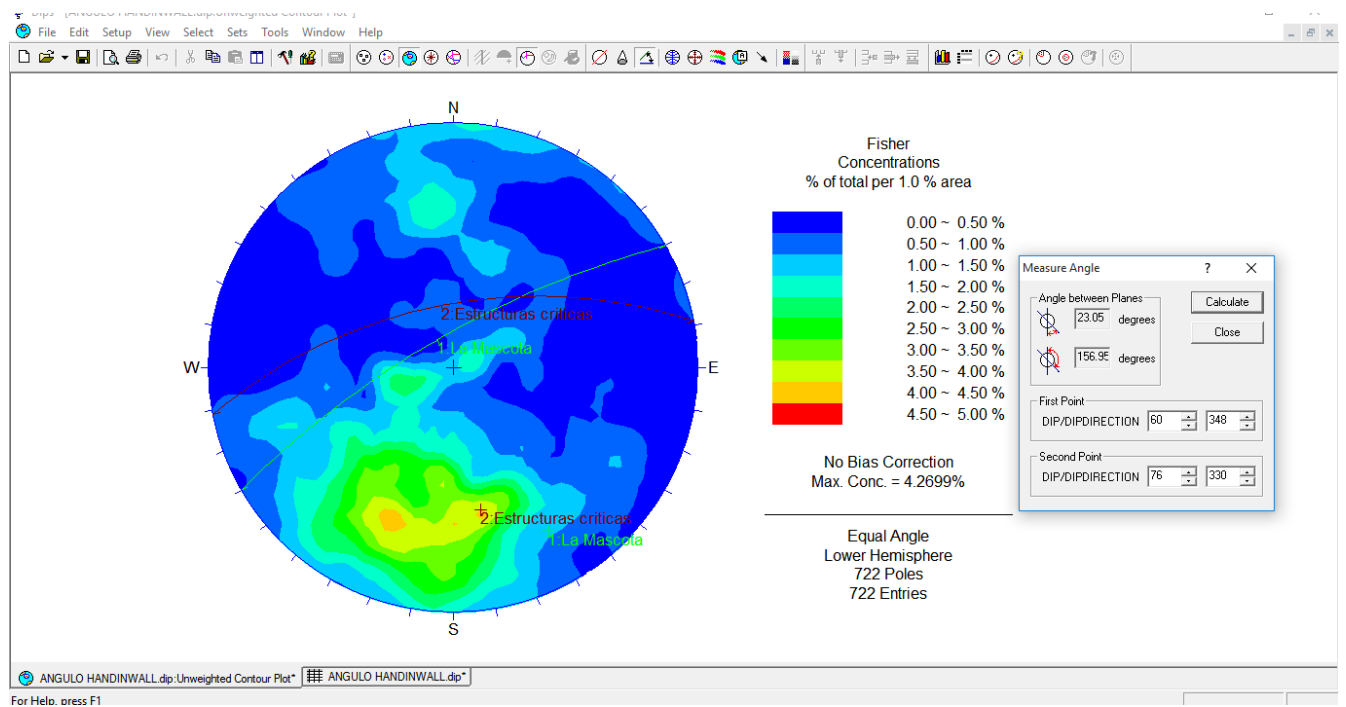 Dips - [ANGULO HANDINWALL.dip:Unweighted Contour Plot*]
File Edit Setup View Select Sets Tools Window Help
N
W
E
S
2:Estructuras criticas
1:La Mascota
2:Estructuras criticas
1:La Mascota
Fisher
Concentrations
% of total per 1.0 % area
0.00 ~ 0.50 %
0.50 ~ 1.00 %
1.00 ~ 1.50 %
1.50 ~ 2.00 %
2.00 ~ 2.50 %
2.50 ~ 3.00 %
3.00 ~ 3.50 %
3.50 ~ 4.00 %
4.00 ~ 4.50 %
4.50 ~ 5.00 %
No Bias Correction
Max. Conc. = 4.2699%
Equal Angle
Lower Hemisphere
722 Poles
722 Entries
Measure Angle ? X
Angle between Planes
23.05 degrees
156.95 degrees
Calculate
Close
First Point
DIP/DIPDIRECTION 60 348
Second Point
DIP/DIPDIRECTION 76 330
ANGULO HANDINWALL.dip:Unweighted Contour Plot* ANGULO HANDINWALL.dip*
For Help, press F1